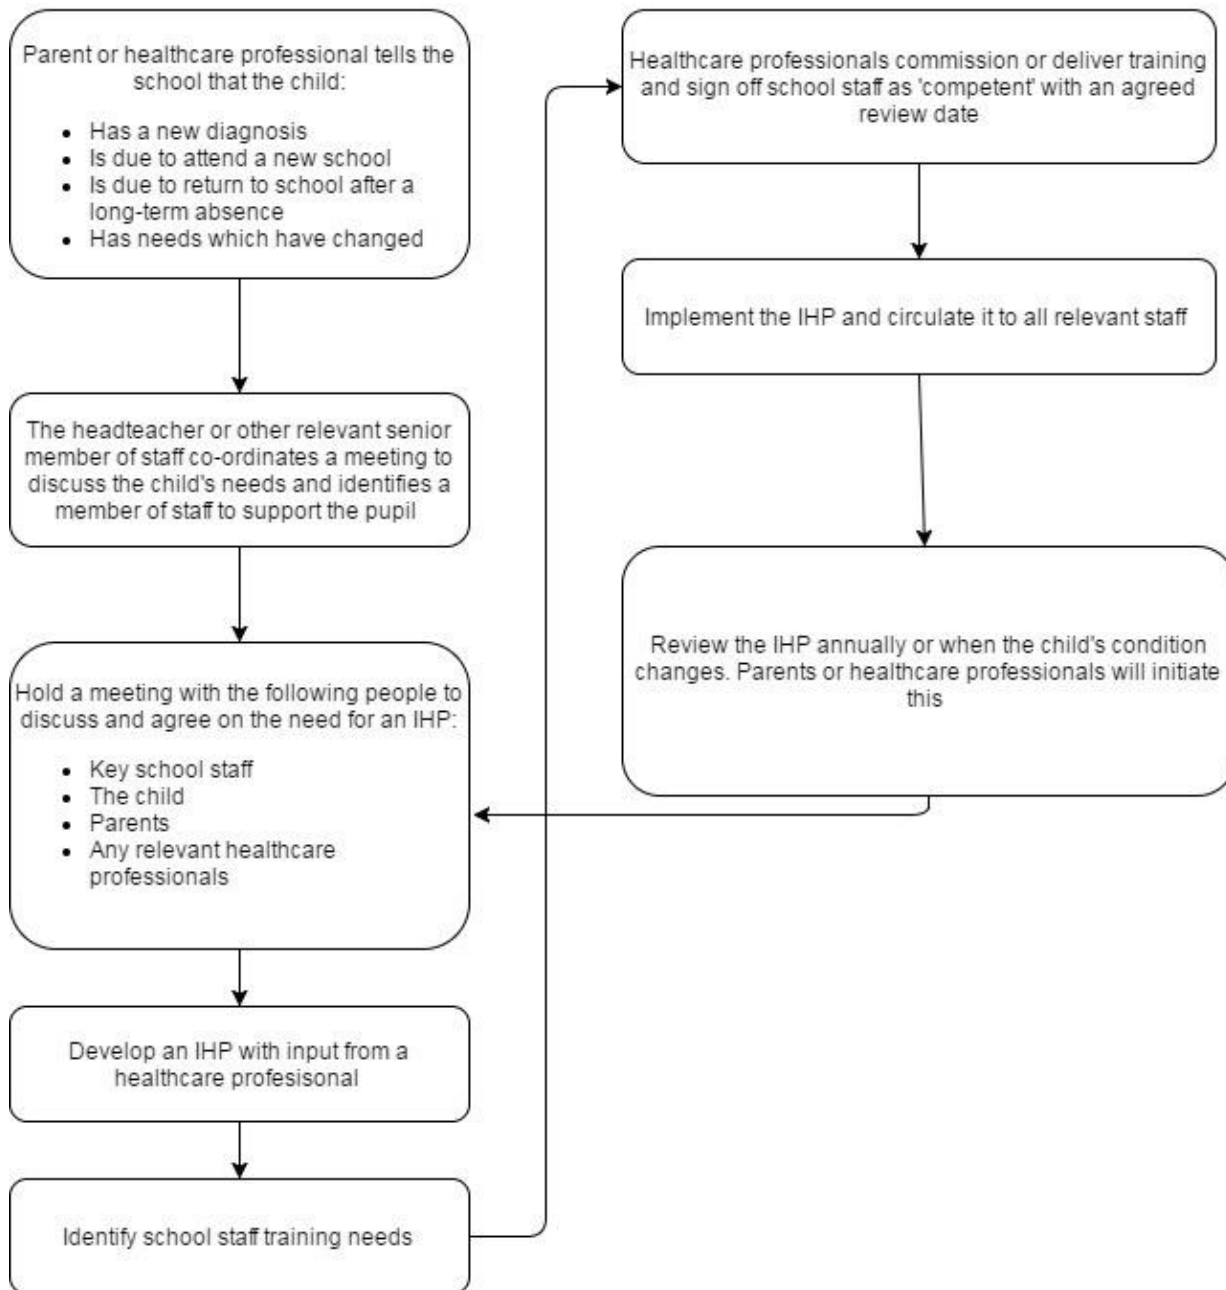 Parent or healthcare professional tells the
school that the child:
• Has a new diagnosis
• Is due to attend a new school
• Is due to return to school after a
long-term absence
• Has needs which have changed
The headteacher or other relevant senior
member of staff co-ordinates a meeting to
discuss the child's needs and identifies a
member of staff to support the pupil
Hold a meeting with the following people to
discuss and agree on the need for an IHP:
• Key school staff
• The child
• Parents
• Any relevant healthcare
professionals
Develop an IHP with input from a
healthcare profesisonal
Identify school staff training needs
Healthcare professionals commission or deliver training
and sign off school staff as 'competent' with an agreed
review date
Implement the IHP and circulate it to all relevant staff
Review the IHP annually or when the child's condition
changes. Parents or healthcare professionals will initiate
this